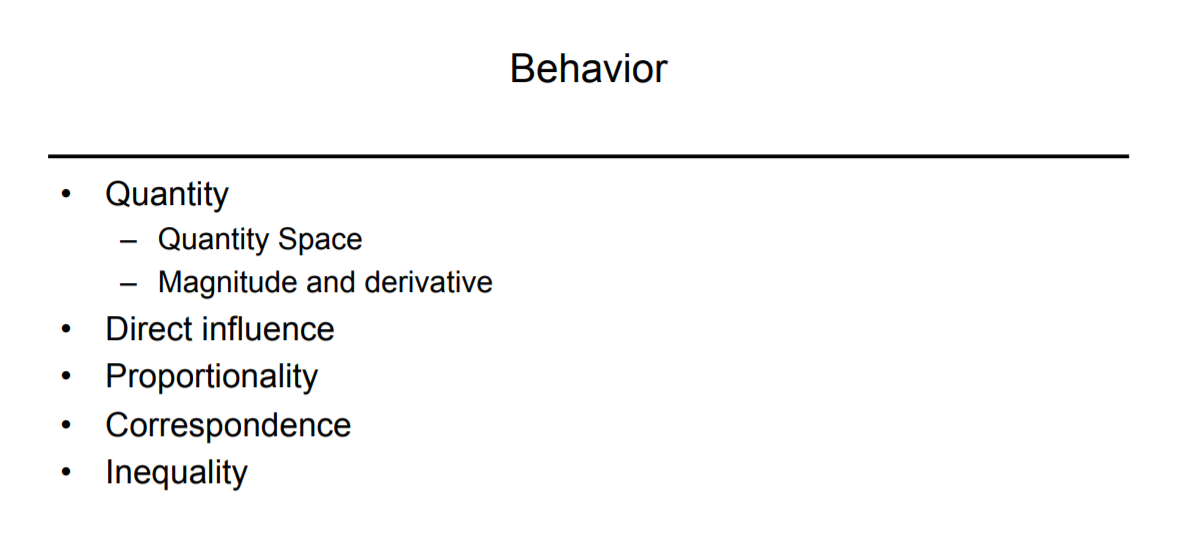 Behavior
• Quantity
– Quantity Space
– Magnitude and derivative
• Direct influence
• Proportionality
• Correspondence
• Inequality